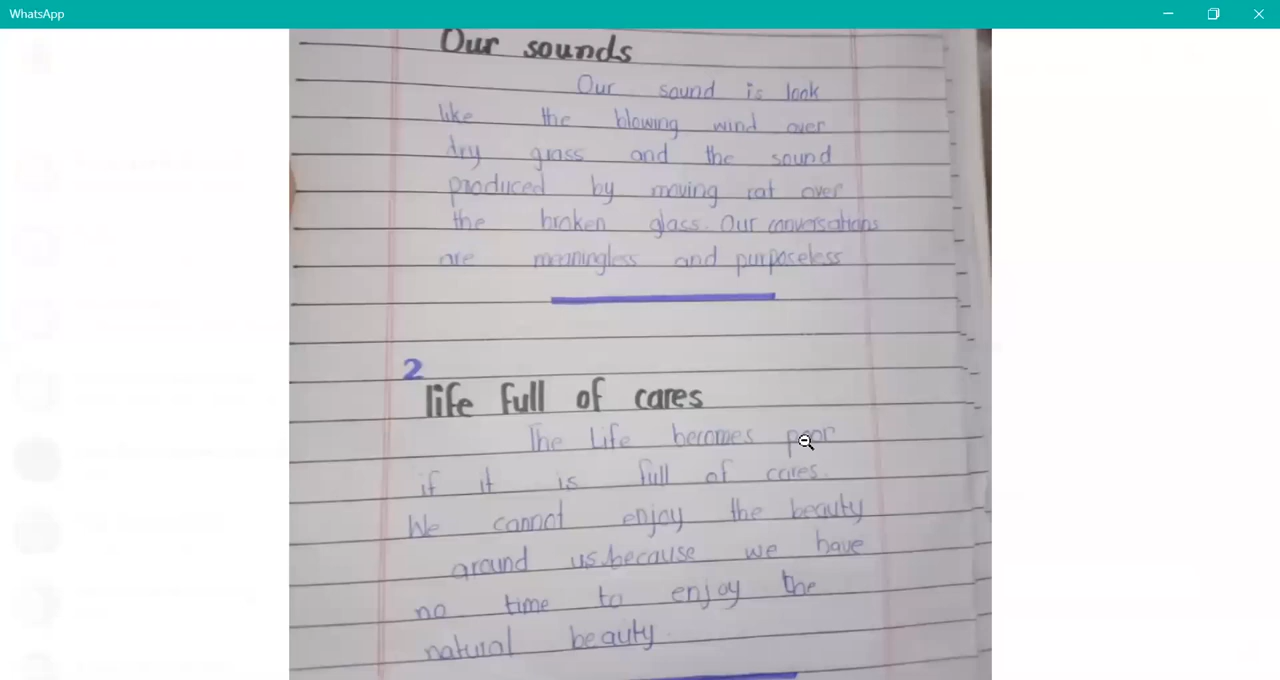 WhatsApp
Our sounds
Our sound is look
like the blowing wind over
dry grass and the sound
produced by moving rat over
the broken glass. Our conversations
are meaningless and purposeless
2
life full of cares
The Life becomes poor
if it is full of cares.
We cannot enjoy the beauty
around us.because we have
no time to enjoy the
natural beauty.